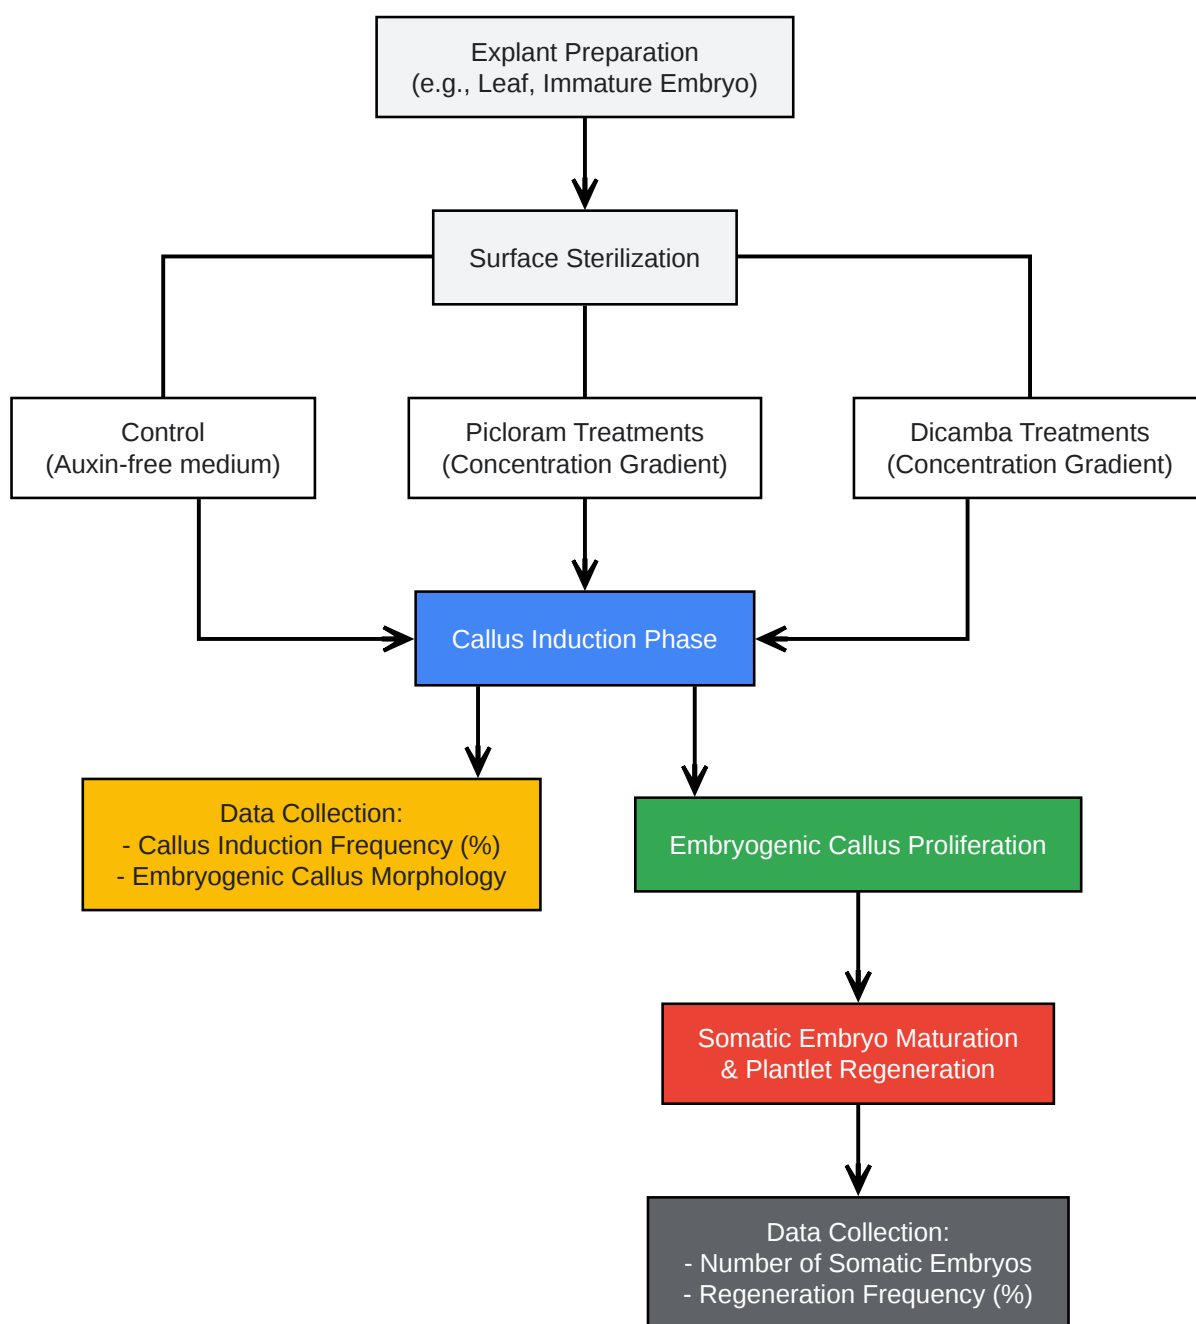 Explant Preparation
(e.g., Leaf, Immature Embryo)
Surface Sterilization
Control
(Auxin-free medium)
Picloram Treatments
(Concentration Gradient)
Dicamba Treatments
(Concentration Gradient)
Callus Induction Phase
Data Collection:
- Callus Induction Frequency (%)
- Embryogenic Callus Morphology
Embryogenic Callus Proliferation
Somatic Embryo Maturation
& Plantlet Regeneration
Data Collection:
- Number of Somatic Embryos
- Regeneration Frequency (%)